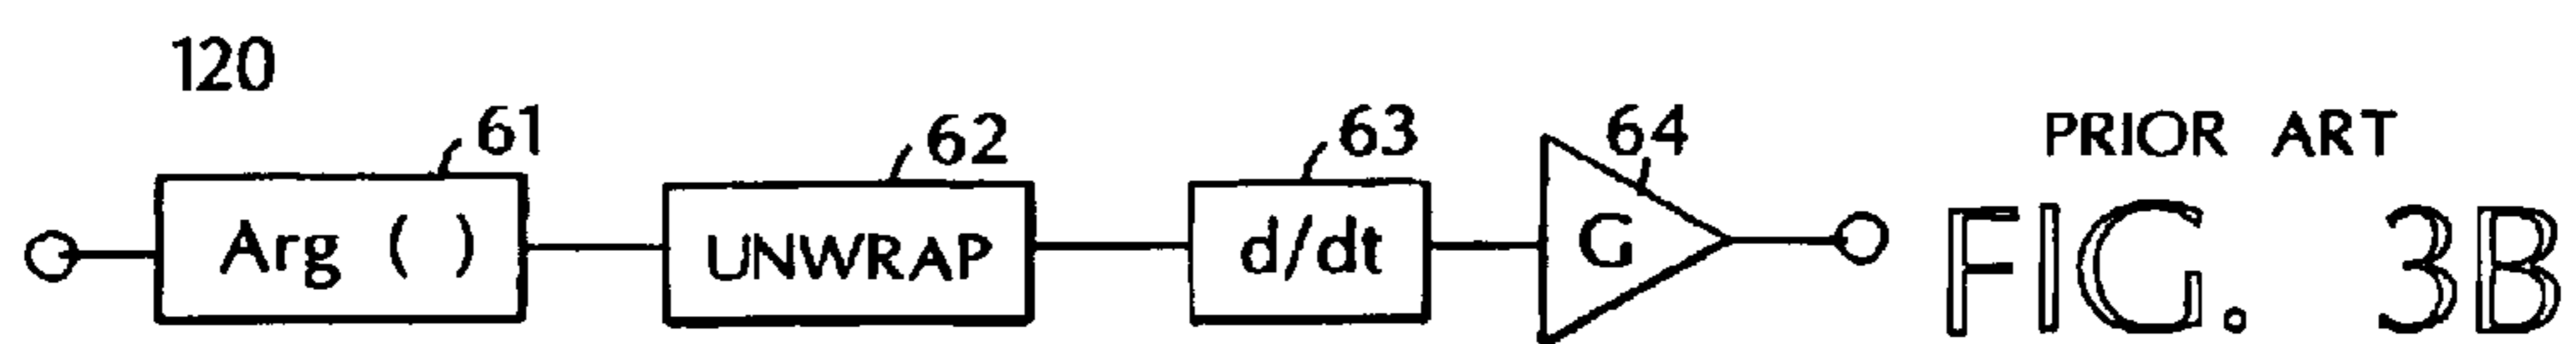 120
61
62
63
64
Arg ( )
UNWRAP
d/dt
G
PRIOR ART
FIG. 3B